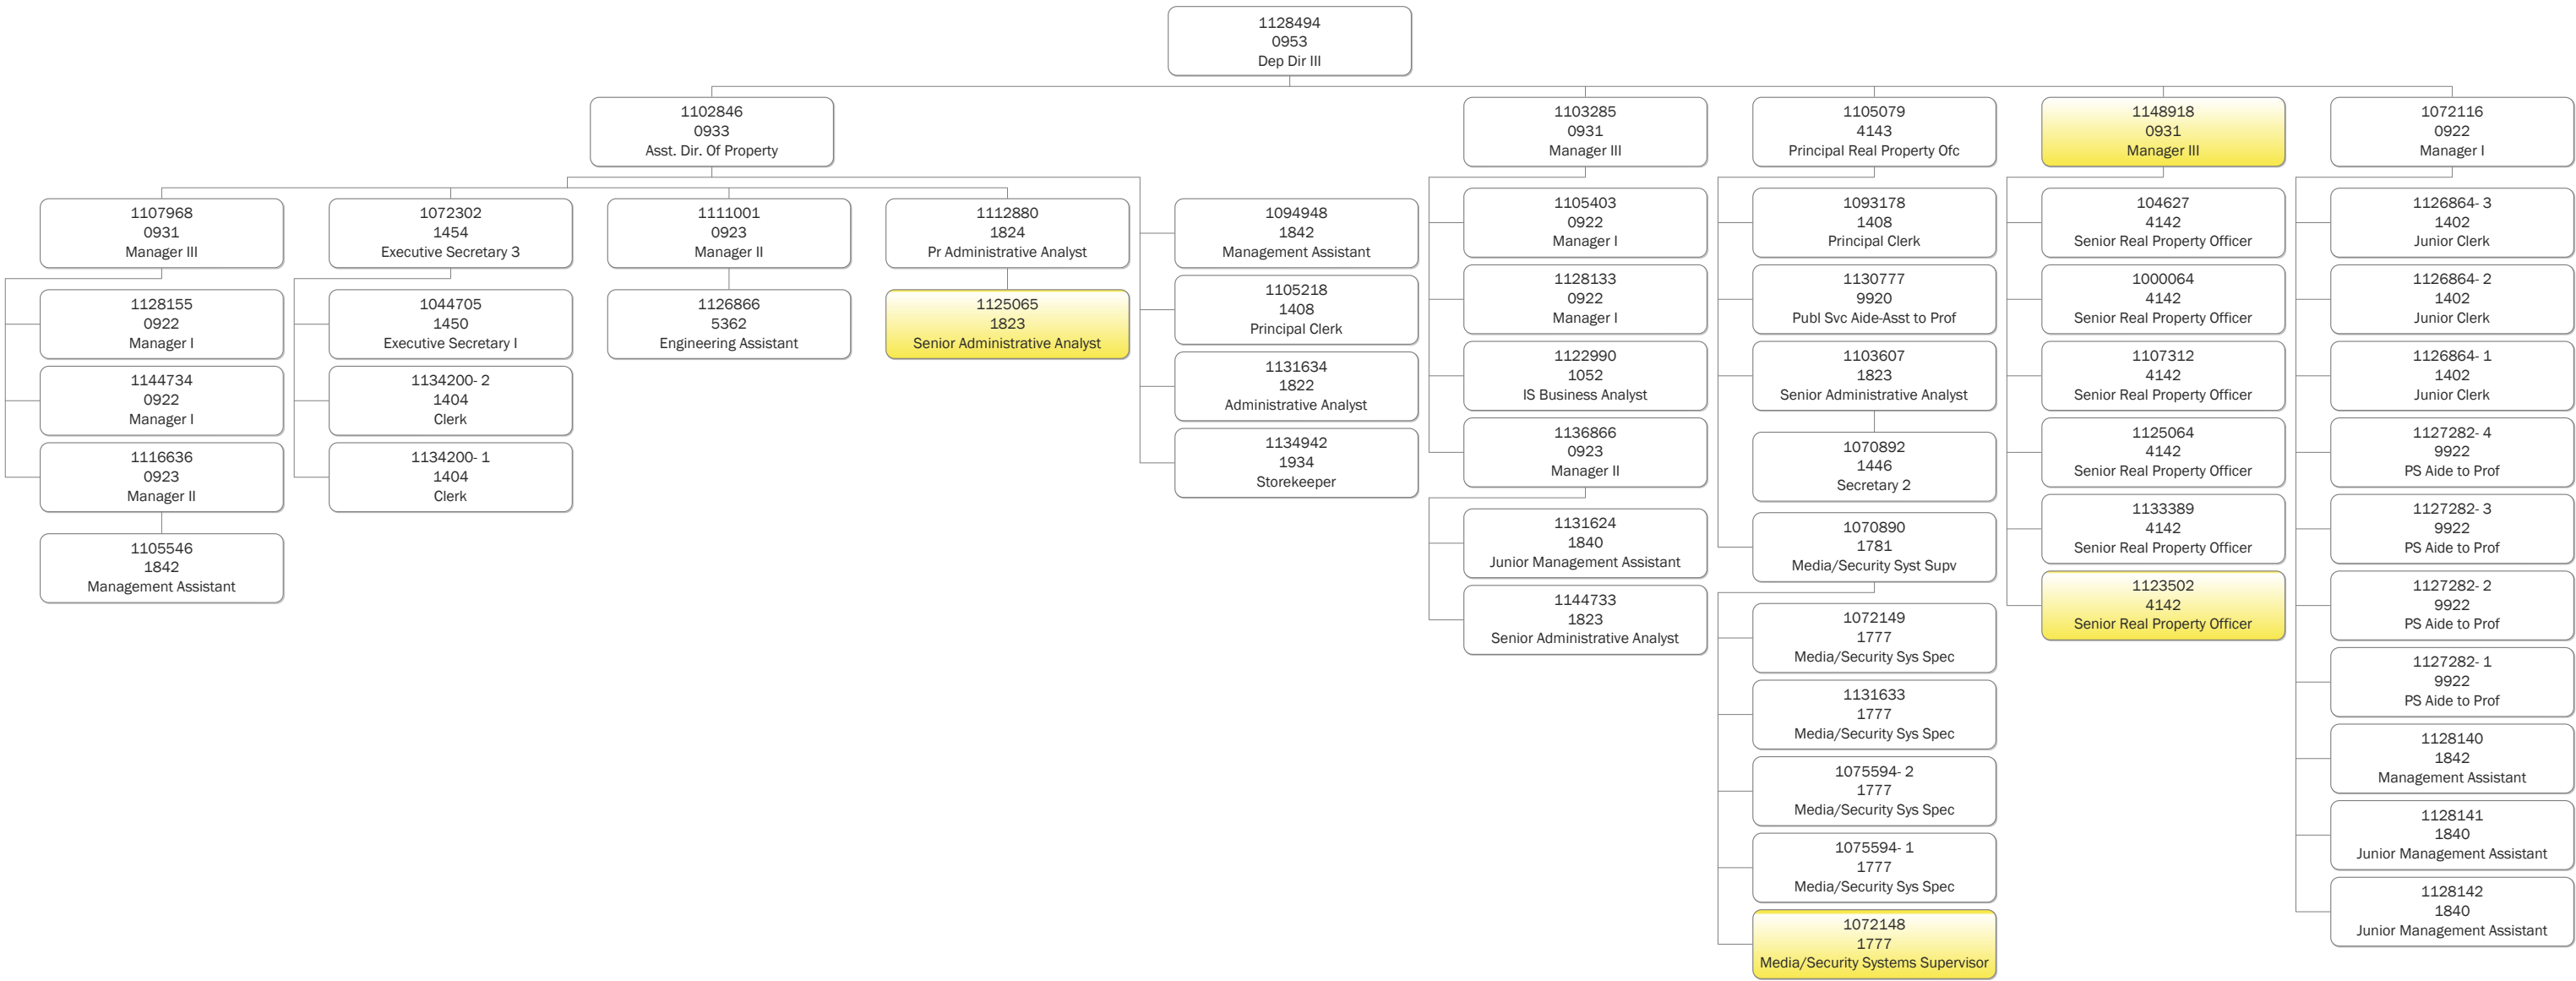 1128494
0953
Dep Dir III
1102846
0933
Asst. Dir. Of Property
1103285
0931
Manager III
1105079
4143
Principal Real Property Ofc
1148918
0931
Manager III
1072116
0922
Manager I
1107968
0931
Manager III
1128155
0922
Manager I
1144734
0922
Manager I
1116636
0923
Manager II
1105546
1842
Management Assistant
1072302
1454
Executive Secretary 3
1044705
1450
Executive Secretary I
1134200- 2
1404
Clerk
1134200- 1
1404
Clerk
1111001
0923
Manager II
1126866
5362
Engineering Assistant
1112880
1824
Pr Administrative Analyst
1125065
1823
Senior Administrative Analyst
1094948
1842
Management Assistant
1105218
1408
Principal Clerk
1131634
1822
Administrative Analyst
1134942
1934
Storekeeper
1105403
0922
Manager I
1128133
0922
Manager I
1122990
1052
IS Business Analyst
1136866
0923
Manager II
1131624
1840
Junior Management Assistant
1144733
1823
Senior Administrative Analyst
1093178
1408
Principal Clerk
1130777
9920
Publ Svc Aide-Asst to Prof
1103607
1823
Senior Administrative Analyst
1070892
1446
Secretary 2
1070890
1781
Media/Security Syst Supv
1072149
1777
Media/Security Sys Spec
1131633
1777
Media/Security Sys Spec
1075594- 2
1777
Media/Security Sys Spec
1075594- 1
1777
Media/Security Sys Spec
1072148
1777
Media/Security Systems Supervisor
104627
4142
Senior Real Property Officer
1000064
4142
Senior Real Property Officer
1107312
4142
Senior Real Property Officer
1125064
4142
Senior Real Property Officer
1133389
4142
Senior Real Property Officer
1123502
4142
Senior Real Property Officer
1126864- 3
1402
Junior Clerk
1126864- 2
1402
Junior Clerk
1126864- 1
1402
Junior Clerk
1127282- 4
9922
PS Aide to Prof
1127282- 3
9922
PS Aide to Prof
1127282- 2
9922
PS Aide to Prof
1127282- 1
9922
PS Aide to Prof
1128140
1842
Management Assistant
1128141
1840
Junior Management Assistant
1128142
1840
Junior Management Assistant